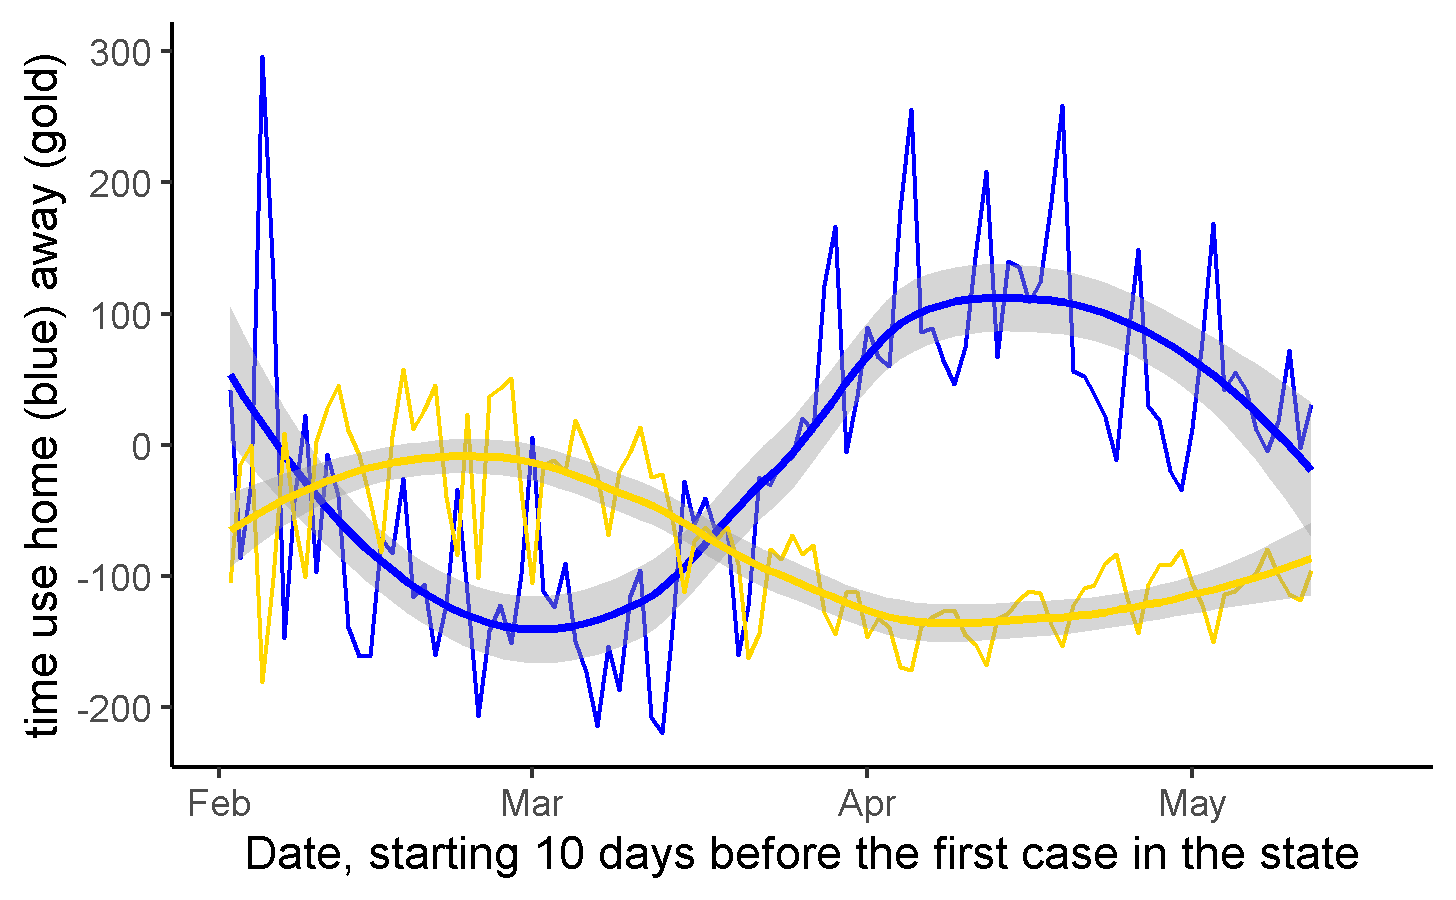 time use home (blue) away (gold)
300
200
100
0
-100
-200
Feb
Mar
Apr
May
Date, starting 10 days before the first case in the state